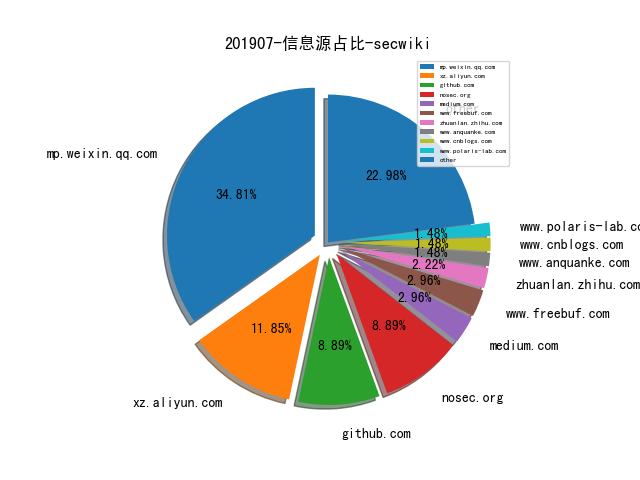 201907-信息源占比-secwiki
mp.weixin.qq.com
xz.aliyun.com
github.com
nosec.org
medium.com
www.freebuf.com
zhuanlan.zhihu.com
www.anquanke.com
www.cnblogs.com
www.polaris-lab.com
other
other
mp.weixin.qq.com
34.81%
22.98%
1.48%
www.polaris-lab.co
1.48%
www.cnblogs.com
1.48%
www.anquanke.com
2.22%
zhuanlan.zhihu.com
2.96%
www.freebuf.com
2.96%
medium.com
8.89%
nosec.org
8.89%
github.com
11.85%
xz.aliyun.com